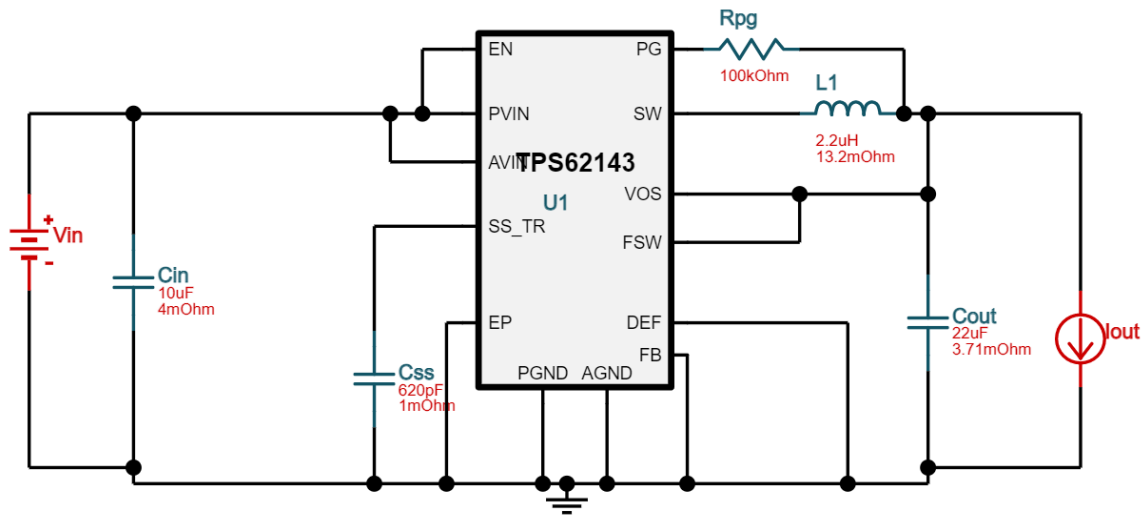 Rpg
100kOhm
EN
PG
L1
PVIN
SW
2.2uH
13.2mOhm
AVIN
TPS62143
VOS
U1
SS_TR
+
Vin
-
FSW
Cin
10uF
4mOhm
EP
DEF
Cout
22uF
3.71mOhm
Iout
FB
Css
620pF
1mOhm
PGND
AGND